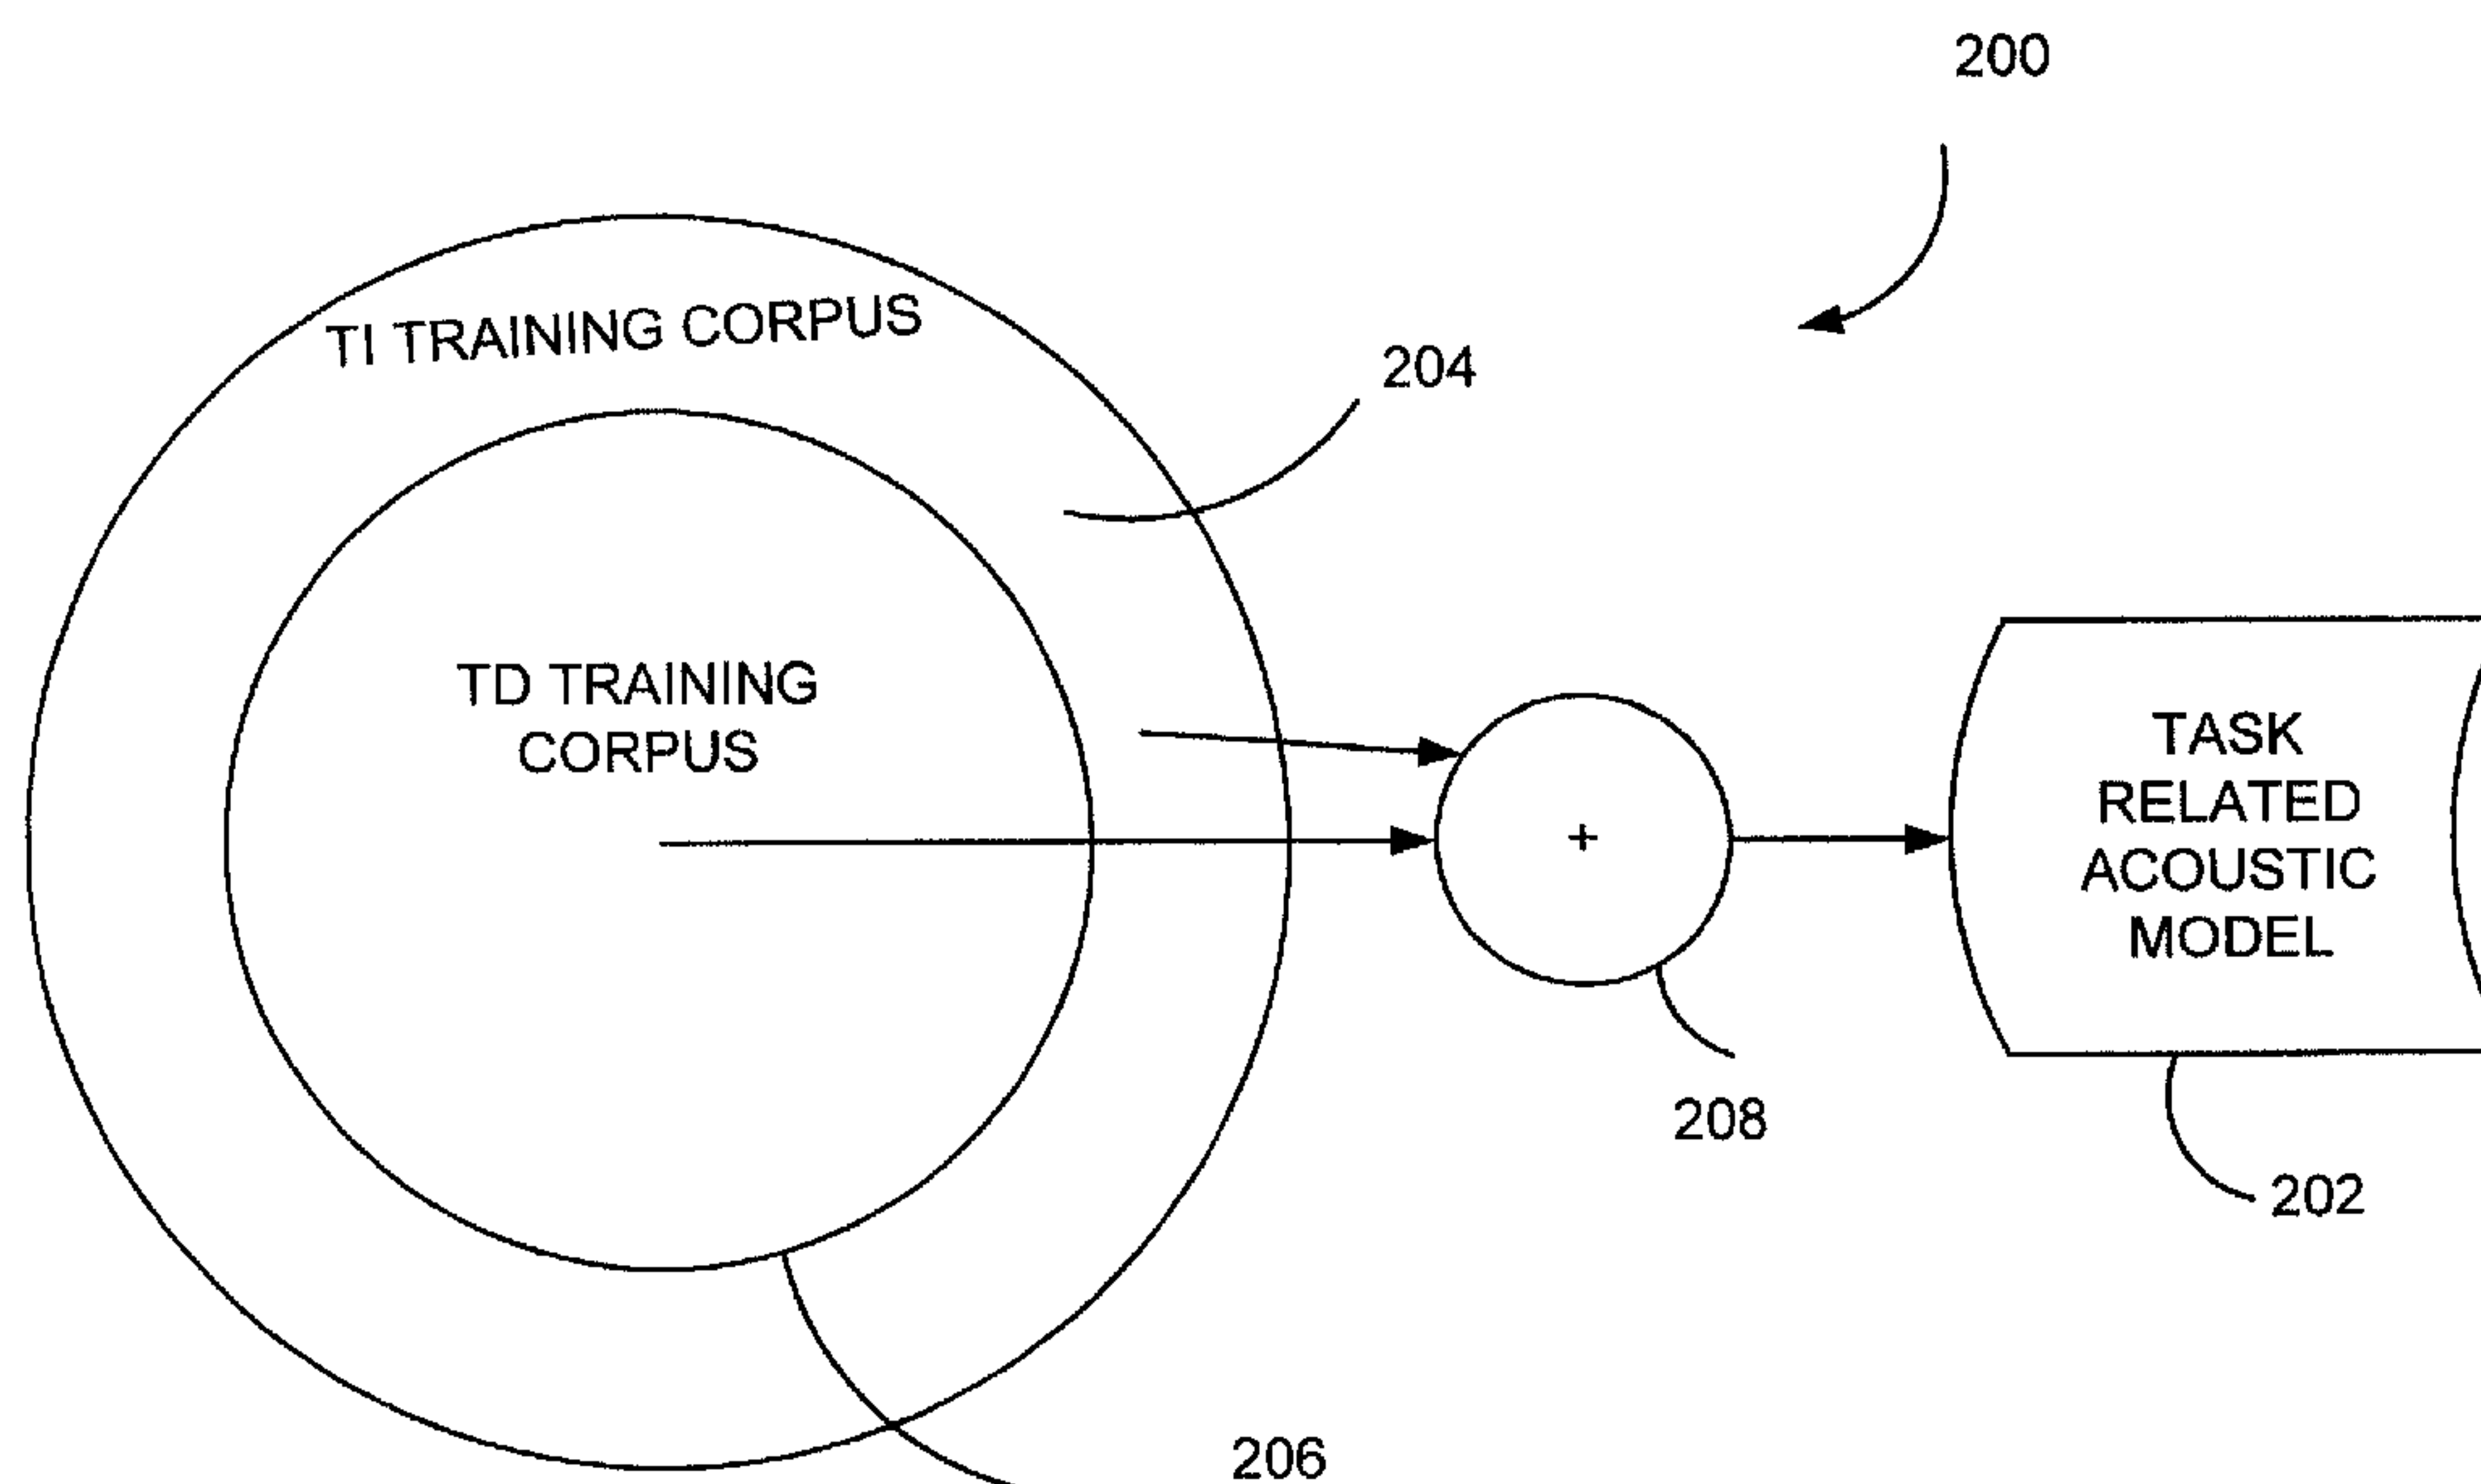 200
TI TRAINING CORPUS
204
TD TRAINING
CORPUS
+
TASK
RELATED
ACOUSTIC
MODEL
208
202
206